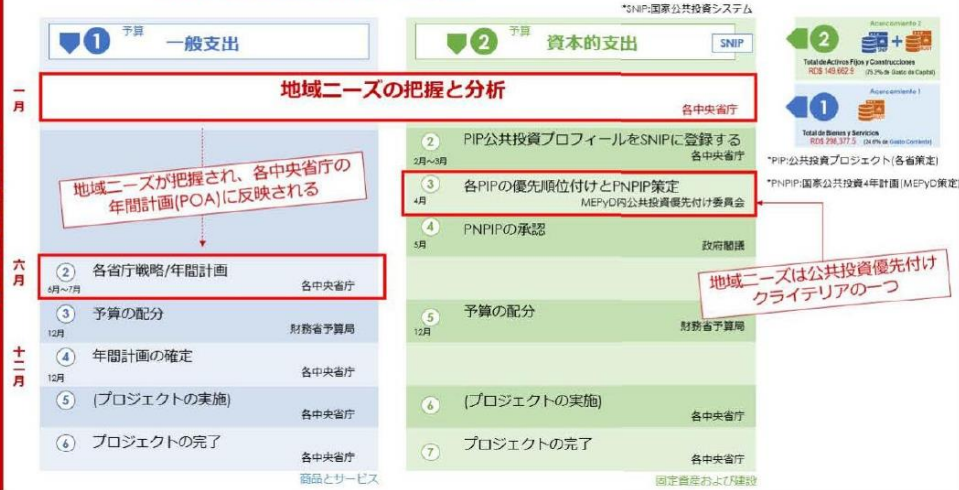 *SNIP:国家公共投資システム
1
予算
一般支出
2
予算
資本的支出
SNIP
2
Acercamiento 2
Total de Activos Fijos y Construcciones
RD$ 149,662.9
1
Acercamiento 1
Total de Bienes y Servicios
RD$ 298,377.5
*PIP:公共投資プロジェクト(各省策定)
*PNPIP:国家公共投資4年計画(MEPyD策定)
一月
地域ニーズの把握と分析
各中央省庁
地域ニーズが把握され、各中央省庁の
年間計画(POA)に反映される
2
PIP公共投資プロフィールをSNIPに登録する
2月~3月
各中央省庁
3
各PIPの優先順位付けとPNPIP策定
4月
MEPyD内公共投資優先付け委員会
4
PNPIPの承認
5月
政府閣議
地域ニーズは公共投資優先付け
クライテリアの一つ
六月
2
各省庁戦略/年間計画
6月~7月
各中央省庁
3
予算の配分
12月
財務省予算局
5
予算の配分
12月
財務省予算局
十二月
4
年間計画の確定
12月
各中央省庁
5
(プロジェクトの実施)
各中央省庁
6
(プロジェクトの実施)
各中央省庁
6
プロジェクトの完了
各中央省庁
7
プロジェクトの完了
各中央省庁
商品とサービス
固定資産および建設